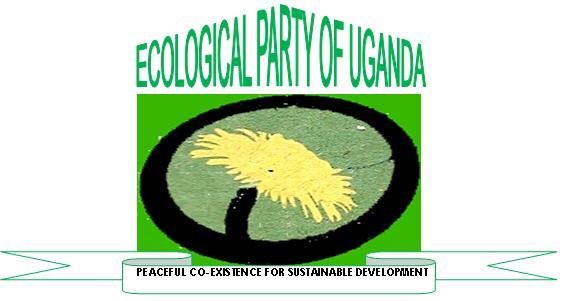 ECOLOGICAL PARTY OF UGANDA
PEACEFUL CO-EXISTENCE FOR SUSTAINABLE DEVELOPMENT